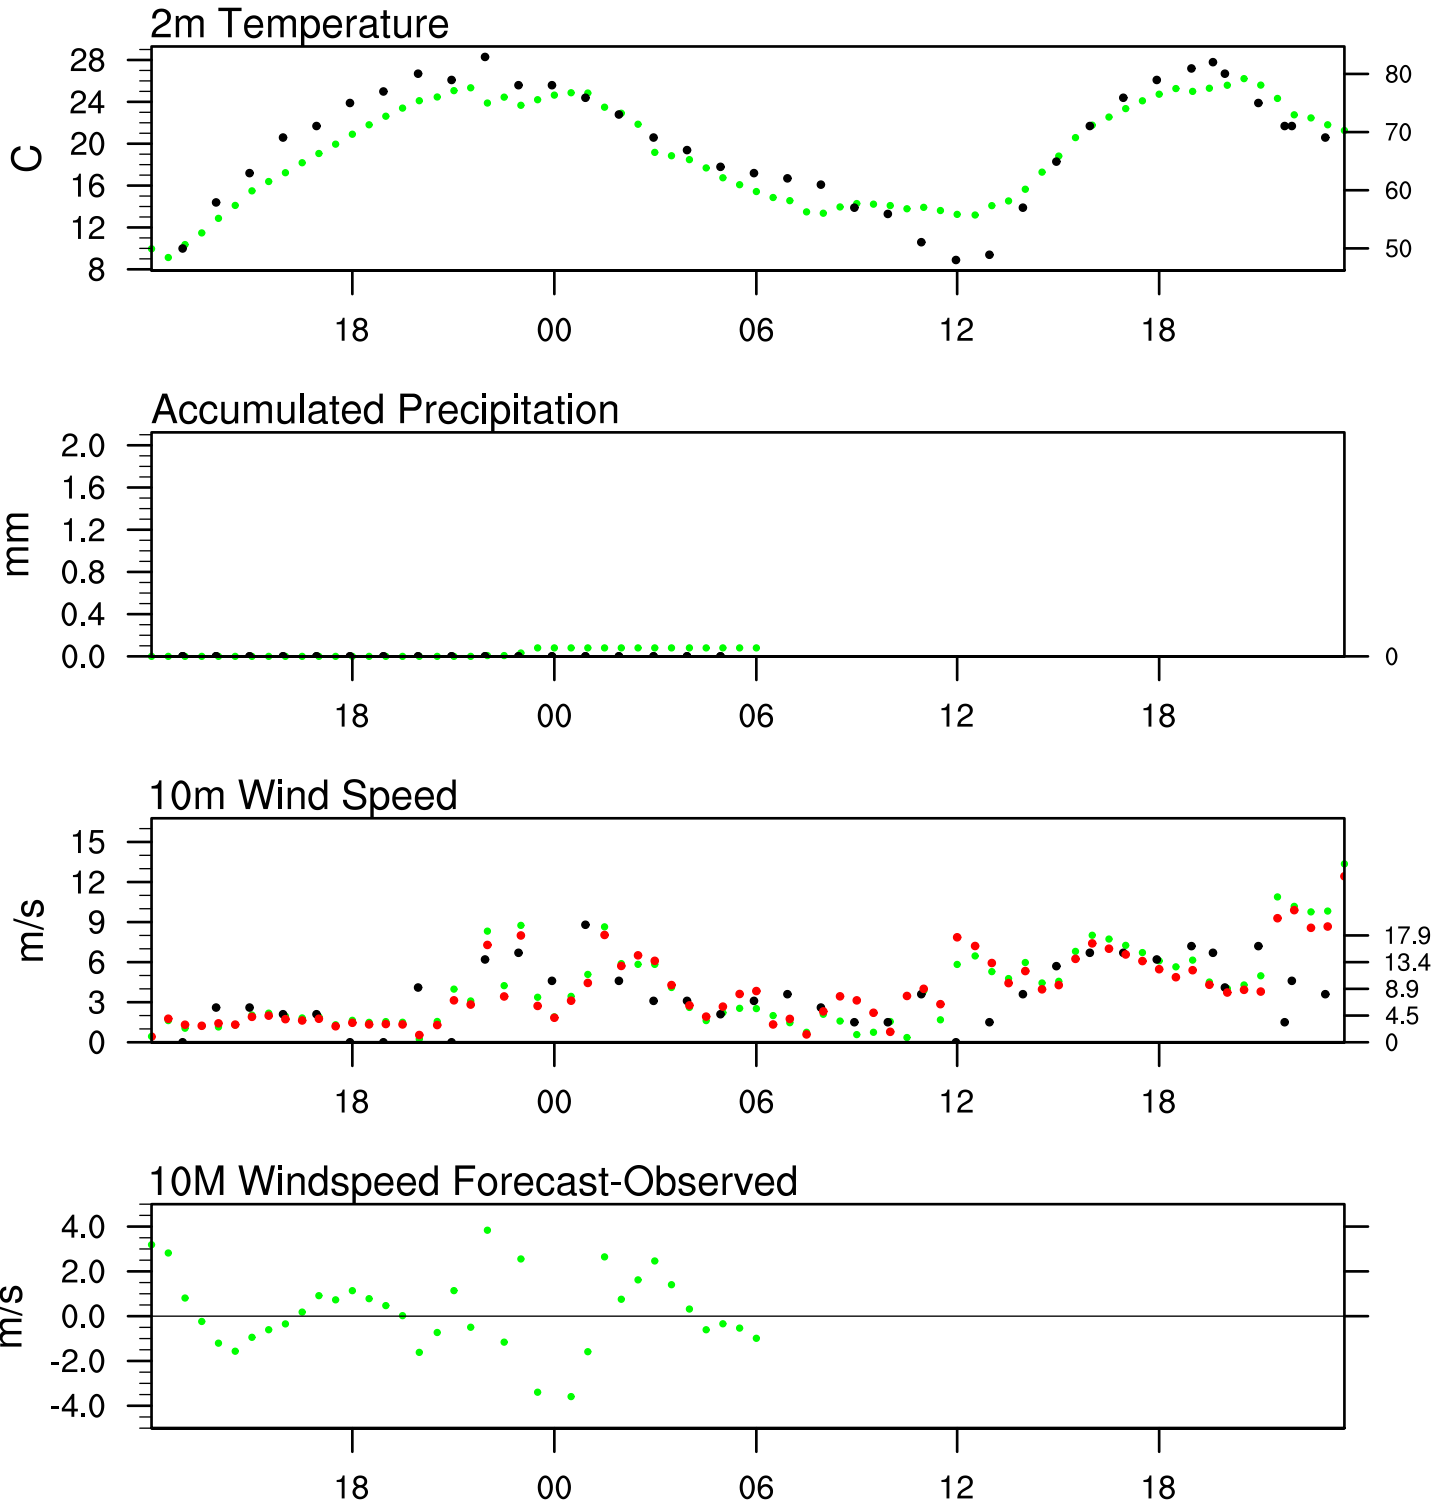 2m Temperature
28
24
20
16
12
8
C
80
70
60
50
18 00 06 12 18
Accumulated Precipitation
2.0
1.6
1.2
0.8
0.4
0.0
mm
0
18 00 06 12 18
10m Wind Speed
15
12
9
6
3
0
m/s
17.9
13.4
8.9
4.5
0
18 00 06 12 18
10M Windspeed Forecast-Observed
4.0
2.0
0.0
-2.0
-4.0
m/s
18 00 06 12 18